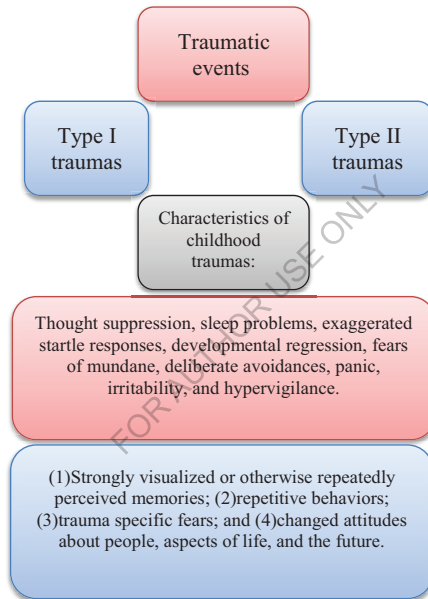 Traumatic
events
Type I
traumas
Type II
traumas
Characteristics of
childhood
traumas:
Thought suppression, sleep problems, exaggerated
startle responses, developmental regression, fears
of mundane, deliberate avoidances, panic,
irritability, and hypervigilance.
(1)Strongly visualized or otherwise repeatedly
perceived memories; (2)repetitive behaviors;
(3)trauma specific fears; and (4)changed attitudes
about people, aspects of life, and the future.
FOR AUTHOR USE ONLY